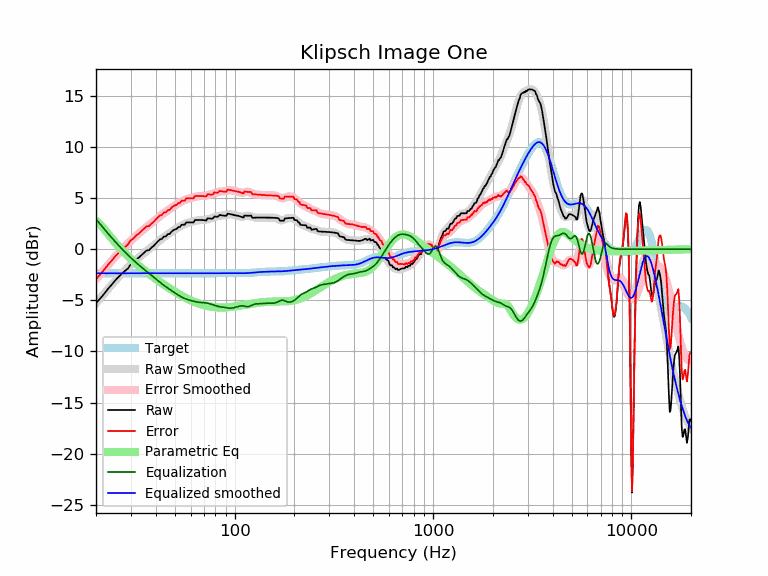 Klipsch Image One
15
10
5
0
−5
−10
−15
−20
−25
Amplitude (dBr)
Target
Raw Smoothed
Error Smoothed
Raw
Error
Parametric Eq
Equalization
Equalized smoothed
100
1000
10000
Frequency (Hz)